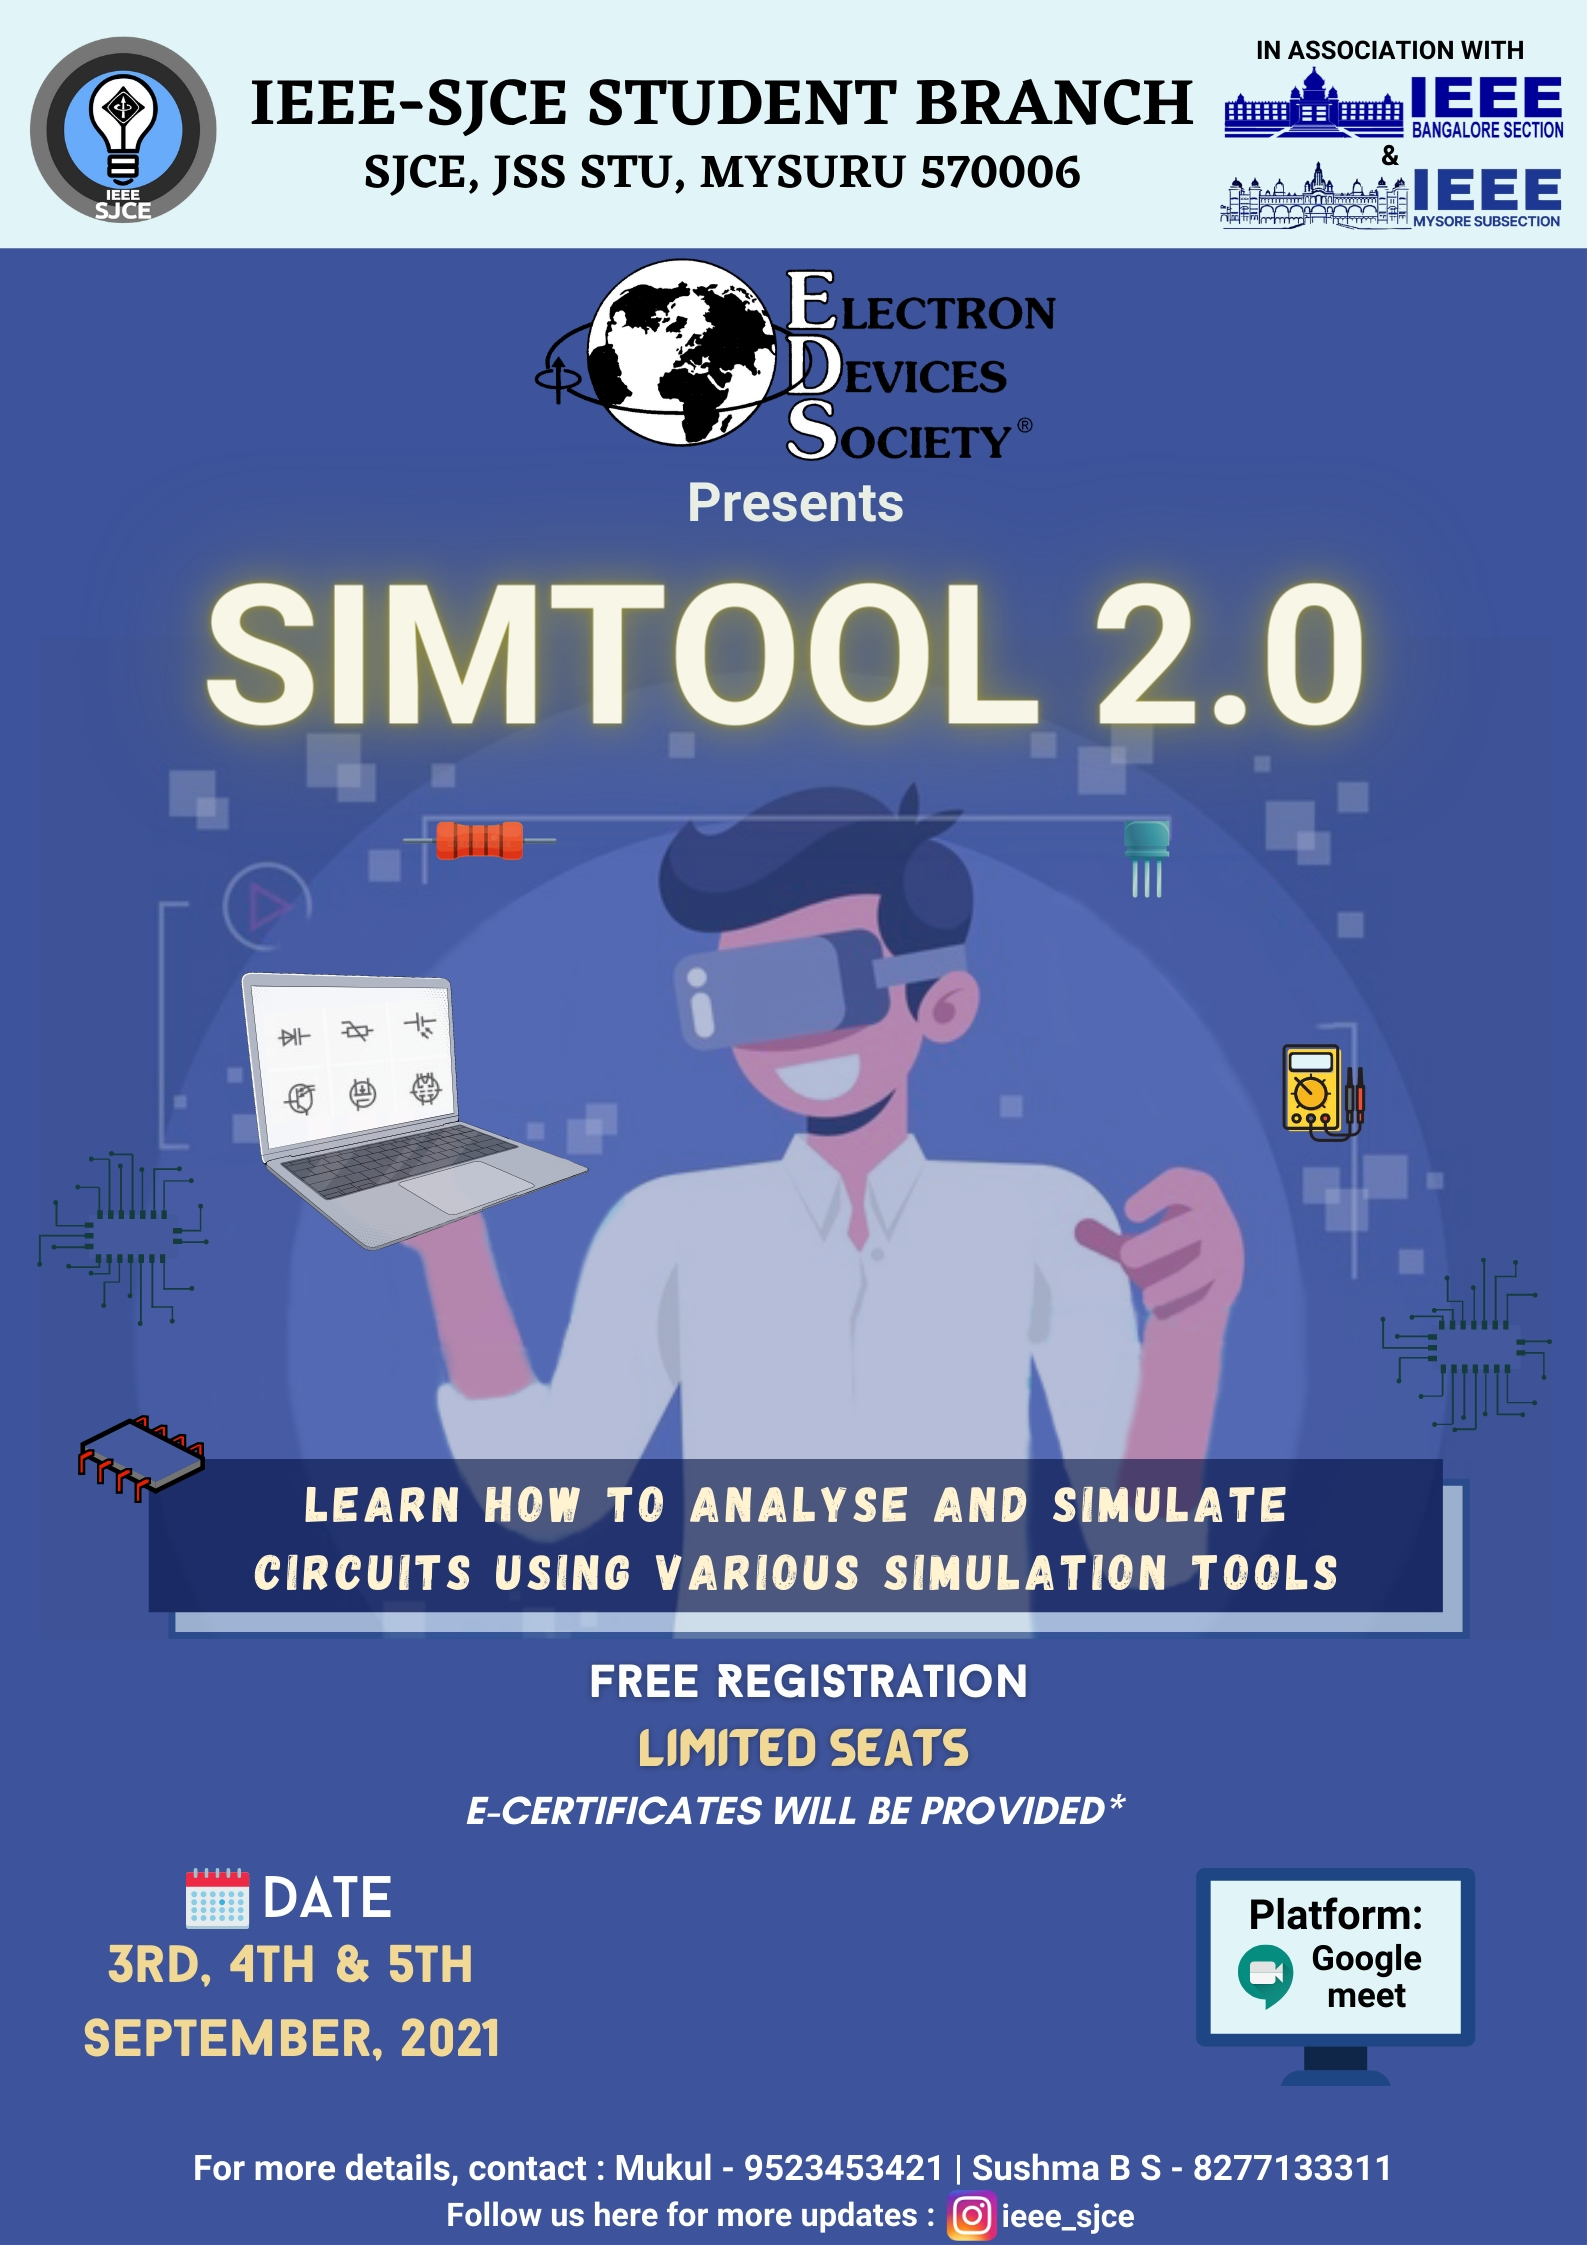 IEEE-SJCE STUDENT BRANCH
SJCE, JSS STU, MYSURU 570006
IEEE
SJCE
IN ASSOCIATION WITH
IEEE
BANGALORE SECTION
&
IEEE
MYSORE SUBSECTION
ELECTRON
DEVICES
SOCIETY®
Presents
SIMTOOL 2.0
LEARN HOW TO ANALYSE AND SIMULATE
CIRCUITS USING VARIOUS SIMULATION TOOLS
FREE REGISTRATION
LIMITED SEATS
E-CERTIFICATES WILL BE PROVIDED*
DATE
3RD, 4TH & 5TH
SEPTEMBER, 2021
Platform:
Google
meet
For more details, contact : Mukul - 9523453421 | Sushma B S - 8277133311
Follow us here for more updates : ieee_sjce